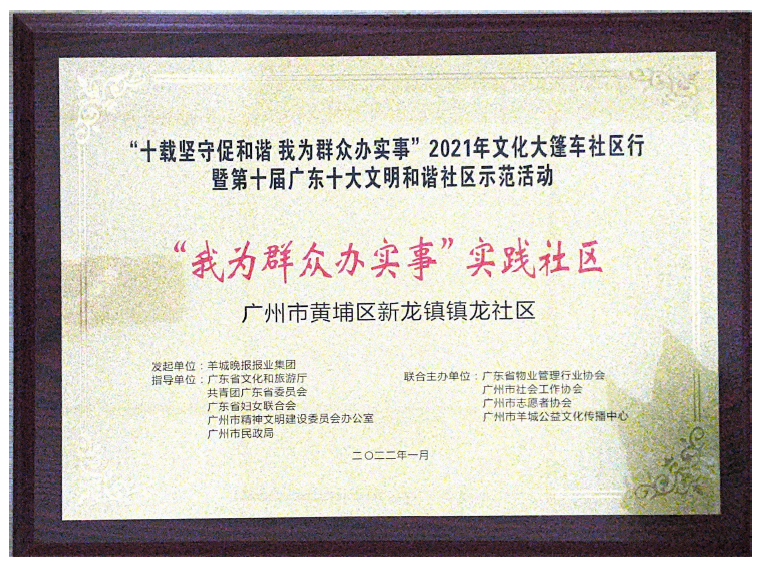 “十载坚守促和谐 我为群众办实事”2021年文化大篷车社区行
暨第十届广东十大文明和谐社区示范活动
“我为群众办实事”实践社区
广州市黄埔区新龙镇镇龙社区
发起单位：羊城晚报报业集团
指导单位：广东省文化和旅游厅
共青团广东省委员会
广东省妇女联合会
广州市精神文明建设委员会办公室
广州市民政局
联合主办单位：广东省物业管理行业协会
广州市社会工作协会
广州市志愿者协会
广州市羊城公益文化传播中心
二〇二二年一月